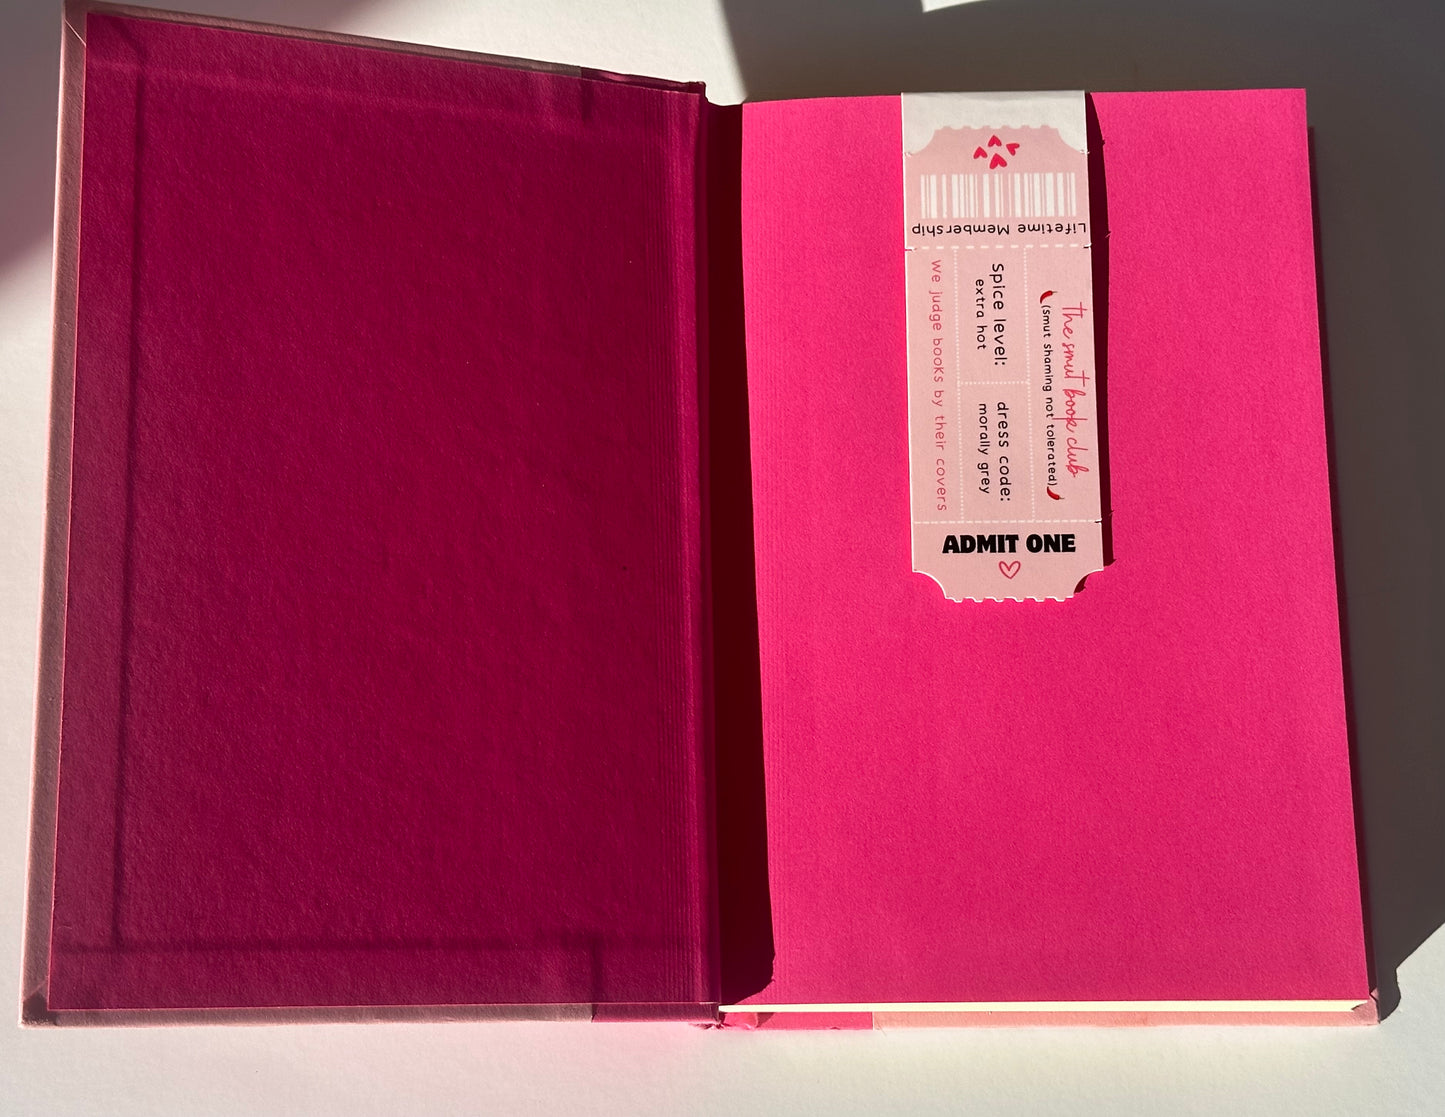 Lifetime Membership
the smut book club
(smut shaming not tolerated)
Spice level:
extra hot
dress code:
morally grey
We judge books by their covers
ADMIT ONE